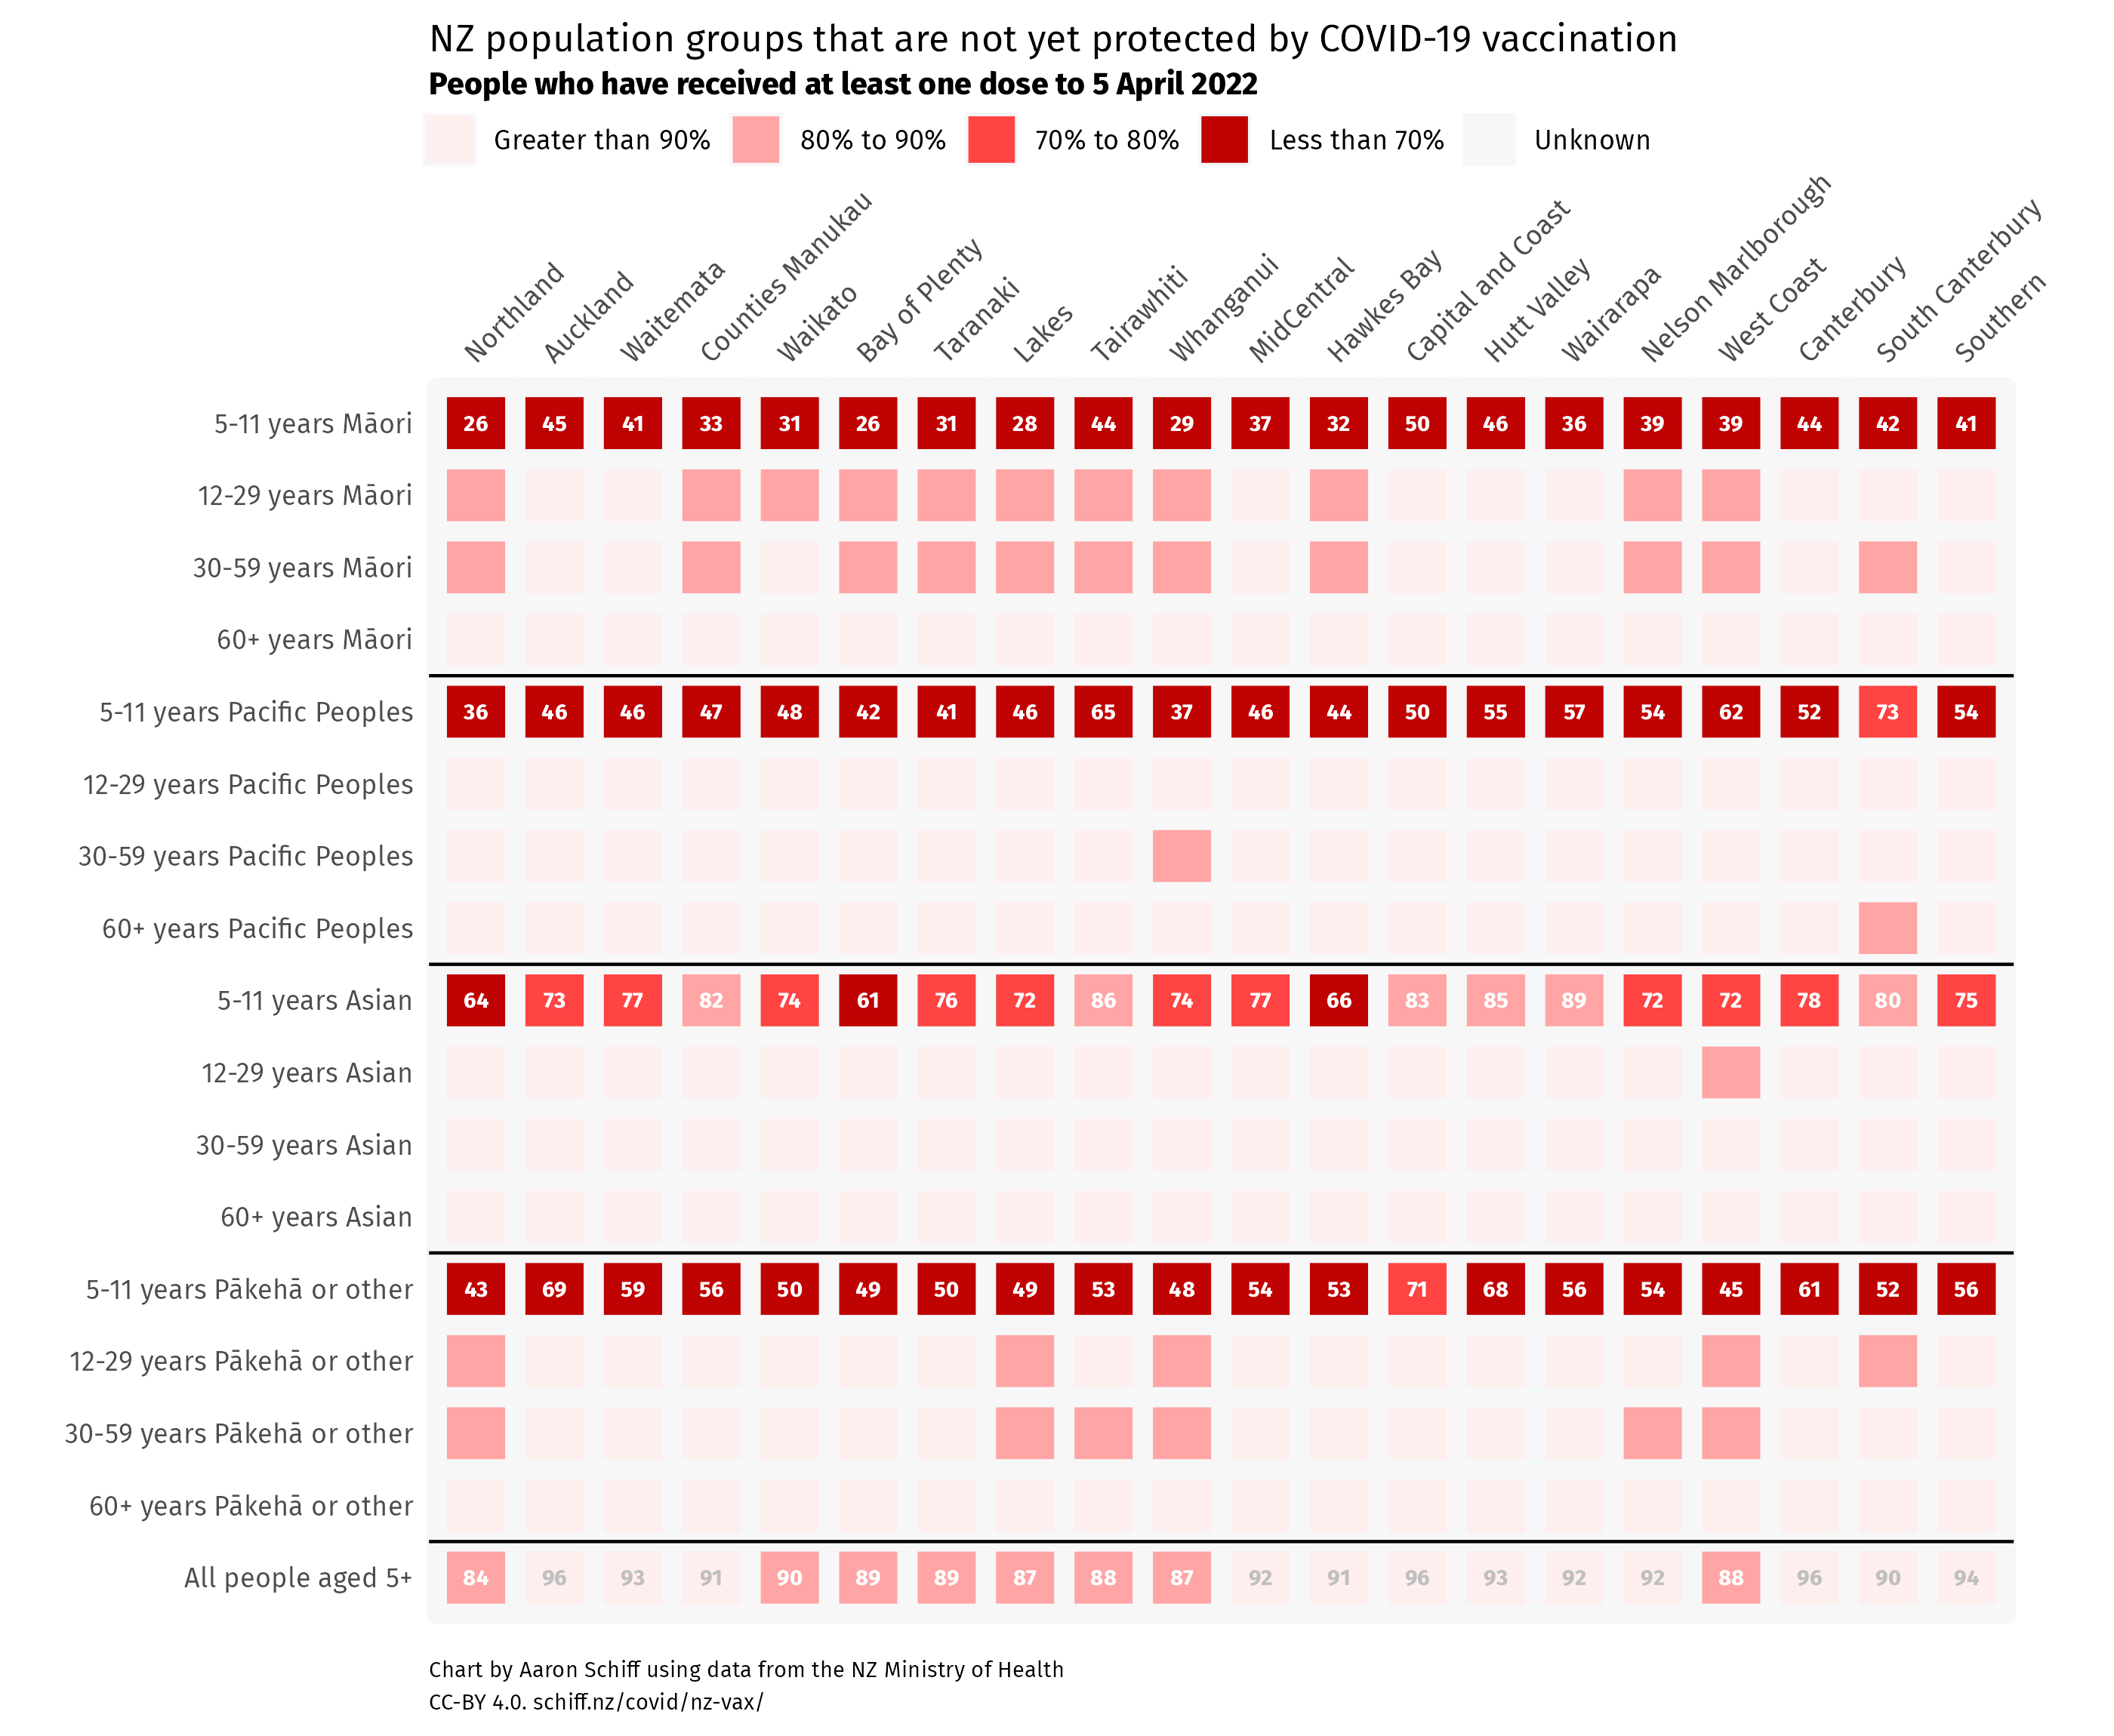 NZ population groups that are not yet protected by COVID-19 vaccination
People who have received at least one dose to 5 April 2022
Greater than 90% 80% to 90% 70% to 80% Less than 70% Unknown
Northland Auckland Waitemata Counties Manukau Waikato Bay of Plenty Taranaki Lakes Tairawhiti Whanganui MidCentral Hawkes Bay Capital and Coast Hutt Valley Wairarapa Nelson Marlborough West Coast Canterbury South Canterbury Southern
5-11 years Māori 26 45 41 33 31 26 31 28 44 29 37 32 50 46 36 39 39 44 42 41
12-29 years Māori
30-59 years Māori
60+ years Māori
5-11 years Pacific Peoples 36 46 46 47 48 42 41 46 65 37 46 44 50 55 57 54 62 52 73 54
12-29 years Pacific Peoples
30-59 years Pacific Peoples
60+ years Pacific Peoples
5-11 years Asian 64 73 77 82 74 61 76 72 86 74 77 66 83 85 89 72 72 78 80 75
12-29 years Asian
30-59 years Asian
60+ years Asian
5-11 years Pākehā or other 43 69 59 56 50 49 50 49 53 48 54 53 71 68 56 54 45 61 52 56
12-29 years Pākehā or other
30-59 years Pākehā or other
60+ years Pākehā or other
All people aged 5+ 84 96 93 91 90 89 89 87 88 87 92 91 96 93 92 92 88 96 90 94
Chart by Aaron Schiff using data from the NZ Ministry of Health
CC-BY 4.0. schiff.nz/covid/nz-vax/